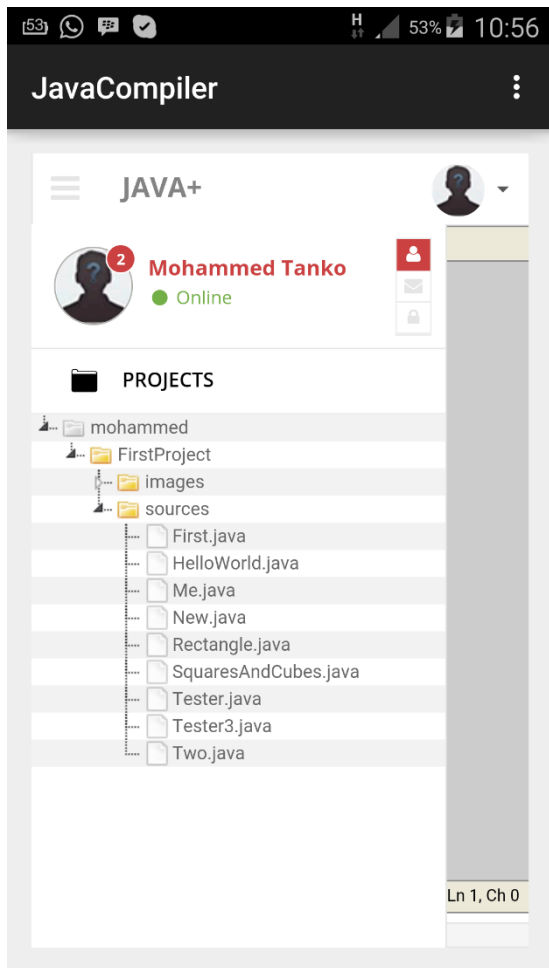 53 H 53% 10:56
JavaCompiler
JAVA+
2
Mohammed Tanko
Online
PROJECTS
mohammed
FirstProject
images
sources
First.java
HelloWorld.java
Me.java
New.java
Rectangle.java
SquaresAndCubes.java
Tester.java
Tester3.java
Two.java
Ln 1, Ch 0